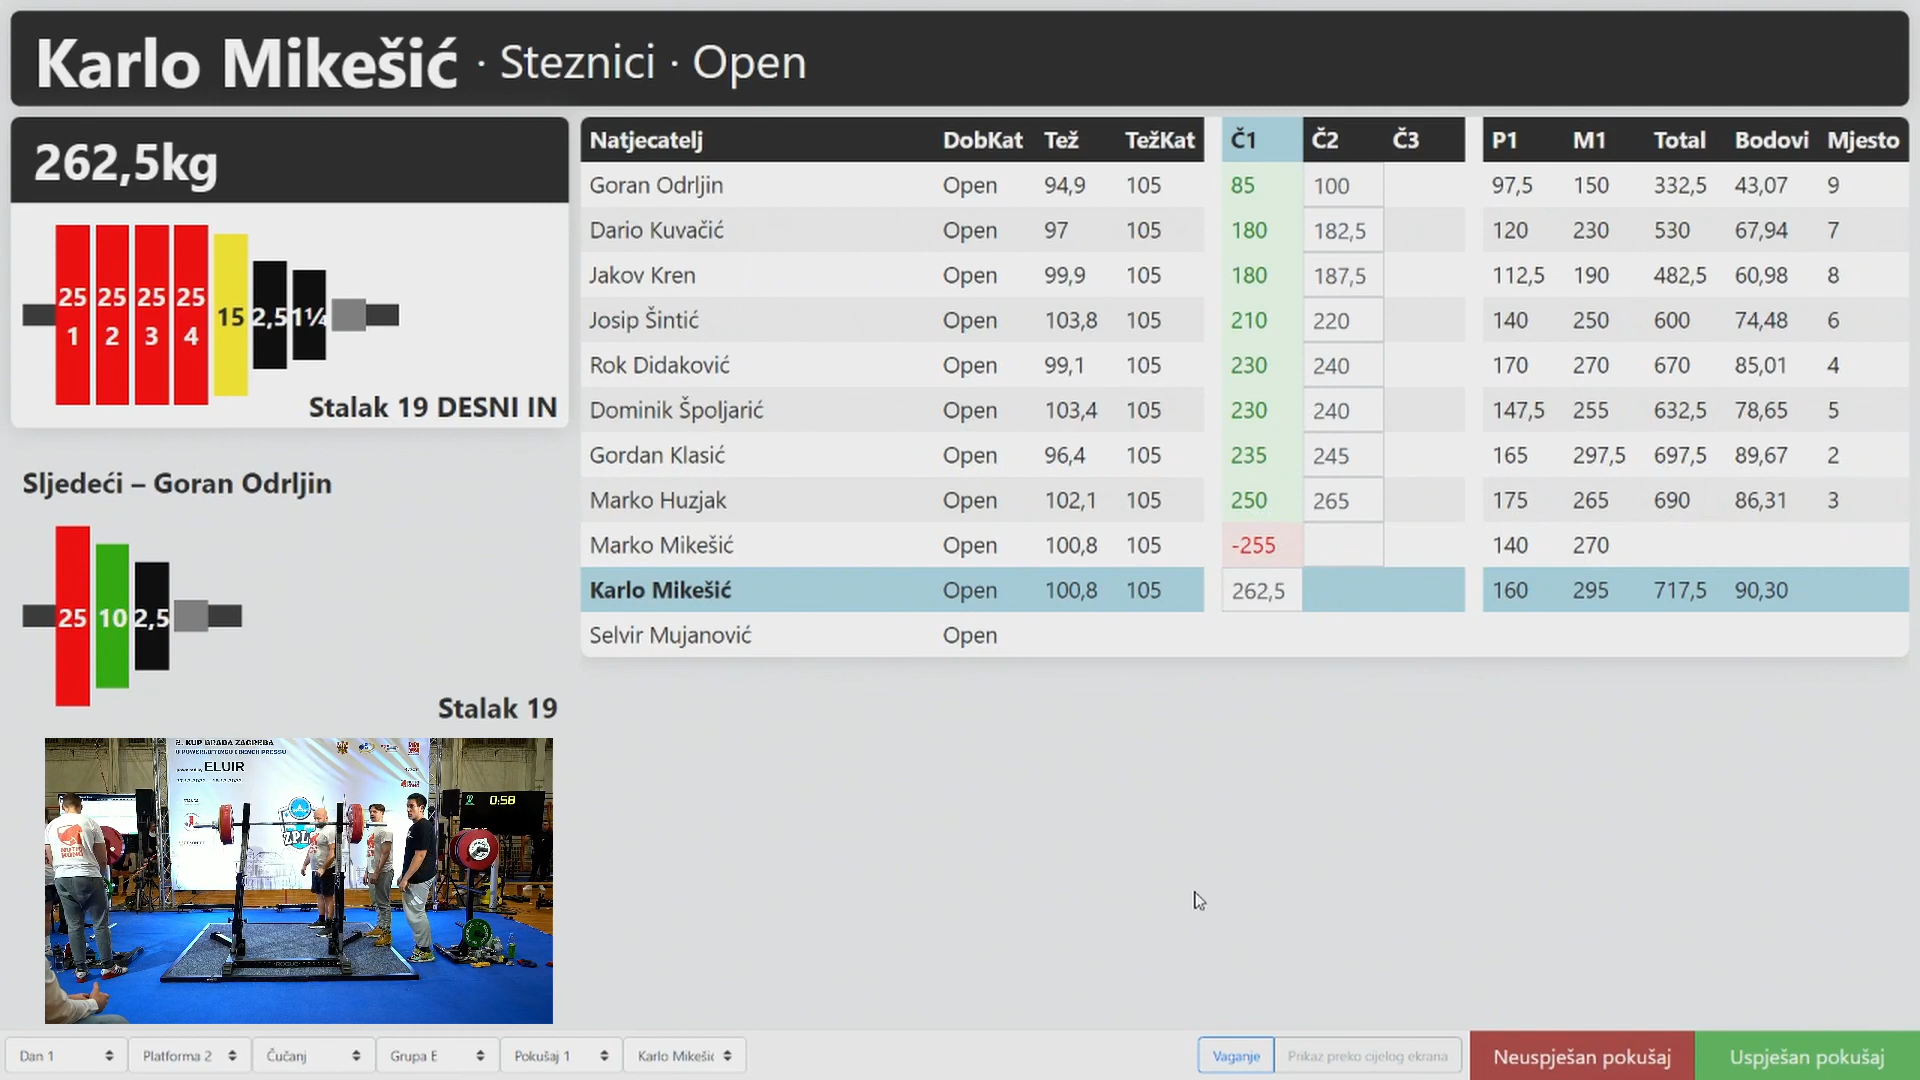 Karlo Mikešić · Steznici · Open
262,5kg
25 25 25 25 15 2,5 1¼
1 2 3 4
Stalak 19 DESNI IN
Sljedeći – Goran Odrljin
25 10 2,5
Stalak 19
Natjecatelj DobKat Tež TežKat Č1 Č2 Č3 P1 M1 Total Bodovi Mjesto
Goran Odrljin Open 94,9 105 85 100 97,5 150 332,5 43,07 9
Dario Kuvačić Open 97 105 180 182,5 120 230 530 67,94 7
Jakov Kren Open 99,9 105 180 187,5 112,5 190 482,5 60,98 8
Josip Šintić Open 103,8 105 210 220 140 250 600 74,48 6
Rok Didaković Open 99,1 105 230 240 170 270 670 85,01 4
Dominik Špoljarić Open 103,4 105 230 240 147,5 255 632,5 78,65 5
Gordan Klasić Open 96,4 105 235 245 165 297,5 697,5 89,67 2
Marko Huzjak Open 102,1 105 250 265 175 265 690 86,31 3
Marko Mikešić Open 100,8 105 -255 140 270
Karlo Mikešić Open 100,8 105 262,5 160 295 717,5 90,30
Selvir Mujanović Open
KUP GRADA ZAGREBA
ELUIR
0:58
ZPL
Dan 1 Platforma 2 Čučanj Grupa E Pokušaj 1 Karlo Mikešić
Vaganje Prikaz preko cijelog ekrana Neuspješan pokušaj Uspješan pokušaj